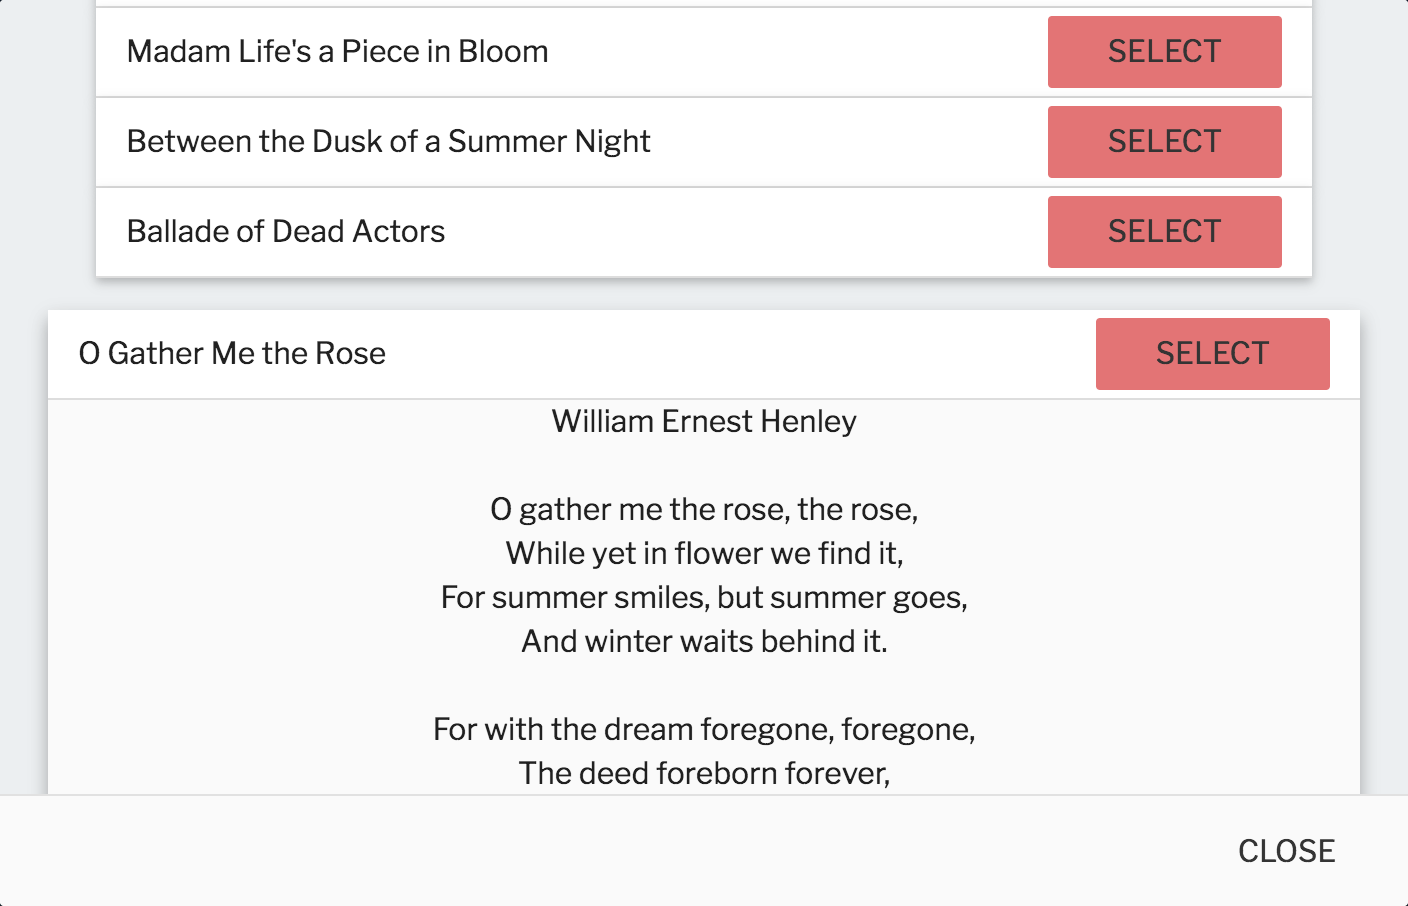 Madam Life's a Piece in Bloom SELECT
Between the Dusk of a Summer Night SELECT
Ballade of Dead Actors SELECT
O Gather Me the Rose SELECT
William Ernest Henley
O gather me the rose, the rose,
While yet in flower we find it,
For summer smiles, but summer goes,
And winter waits behind it.
For with the dream foregone, foregone,
The deed foreborn forever,
CLOSE